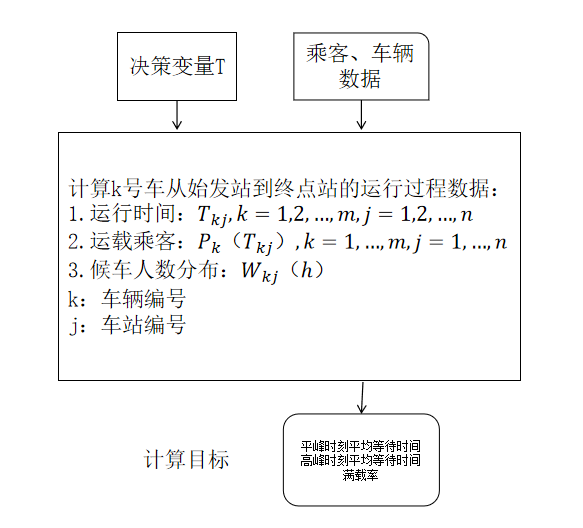 决策变量T
乘客、车辆
数据
计算k号车从始发站到终点站的运行过程数据：
1.运行时间：T_{kj}, k = 1,2, …, m, j = 1,2, …, n
2.运载乘客：P_k（T_{kj}）, k = 1, …, m, j = 1, …, n
3.候车人数分布：W_{kj}（h）
k：车辆编号
j：车站编号
计算目标
平峰时刻平均等待时间
高峰时刻平均等待时间
满载率